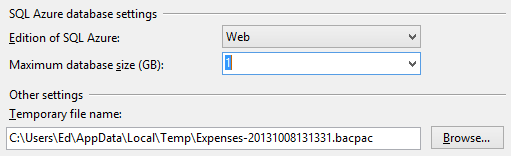 SQL Azure database settings
Edition of SQL Azure: Web
Maximum database size (GB): 1
Other settings
Temporary file name:
C:\Users\Ed\AppData\Local\Temp\Expenses-20131008131331.bacpac Browse...